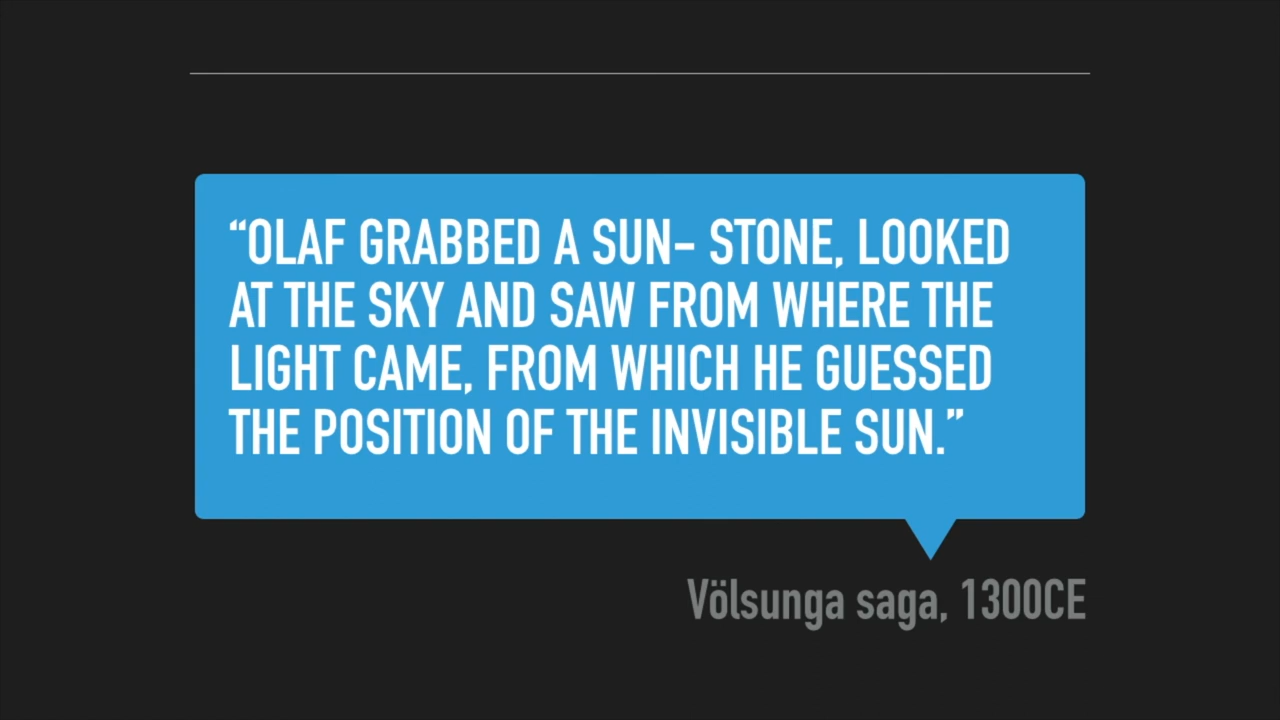 “OLAF GRABBED A SUN- STONE, LOOKED
AT THE SKY AND SAW FROM WHERE THE
LIGHT CAME, FROM WHICH HE GUESSED
THE POSITION OF THE INVISIBLE SUN.”
Völsunga saga, 1300CE